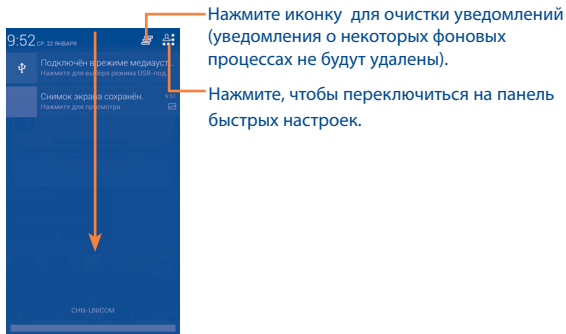 Нажмите иконку для очистки уведомлений
(уведомления о некоторых фоновых
процессах не будут удалены).
Нажмите, чтобы переключиться на панель
быстрых настроек.
9:52 СР, 22 ЯНВАРЯ
Подключён в режиме медиауст...
Нажмите для выбора режима USB-под...
Снимок экрана сохранён. 9:51
Нажмите для просмотра
CHN-UNICOM